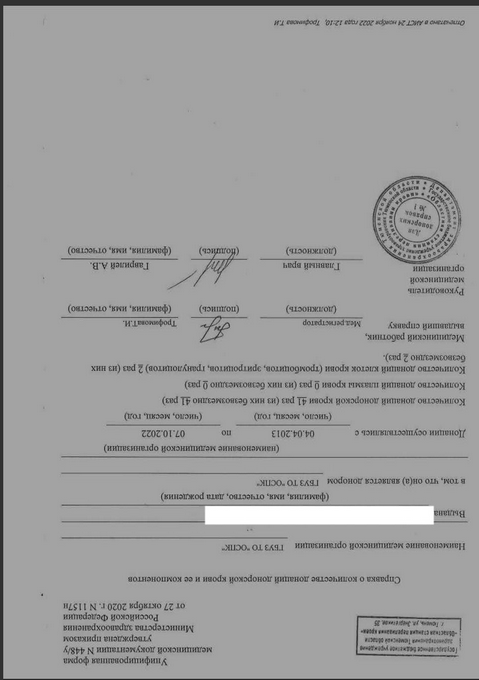 Унифицированная форма
медицинской документации N 448/у
утверждена приказом
Министерства здравоохранения
Российской Федерации
от 27 октября 2020 г. N 1157н
Государственное бюджетное учреждение
здравоохранения Тюменской области
«Областная станция переливания крови»
г. Тюмень, ул. Энергетиков, 35
Справка о количестве донаций донорской крови и ее компонентов
Наименование медицинской организации ГБУЗ ТО "ОСПК"
Выдана
(фамилия, имя, отчество, дата рождения)
в том, что он(а) является донором ГБУЗ ТО "ОСПК"
(наименование медицинской организации)
Донации осуществлялись с 04.04.2013 по 07.10.2022
(число, месяц, год) (число, месяц, год)
Количество донаций донорской крови 41 раз (из них безвозмездно 41 раз)
Количество донаций плазмы крови 0 раз (из них безвозмездно 0 раз)
Количество донаций клеток крови (тромбоцитов, эритроцитов, гранулоцитов) 2 раз (из них
безвозмездно 2 раз).
Медицинский работник,
выдавший справку
Мед.регистратор ТрофимоваТ.И.
(должность) (подпись) (фамилия, имя, отчество)
Руководитель
медицинской
организации
Главный врач Гаврилей А.В.
(должность) (подпись) (фамилия, имя, отчество)
Для
донорских
справок
№ 1
Отпечатано в АИСТ 24 ноября 2022 года 12:10, Трофимова Т.И